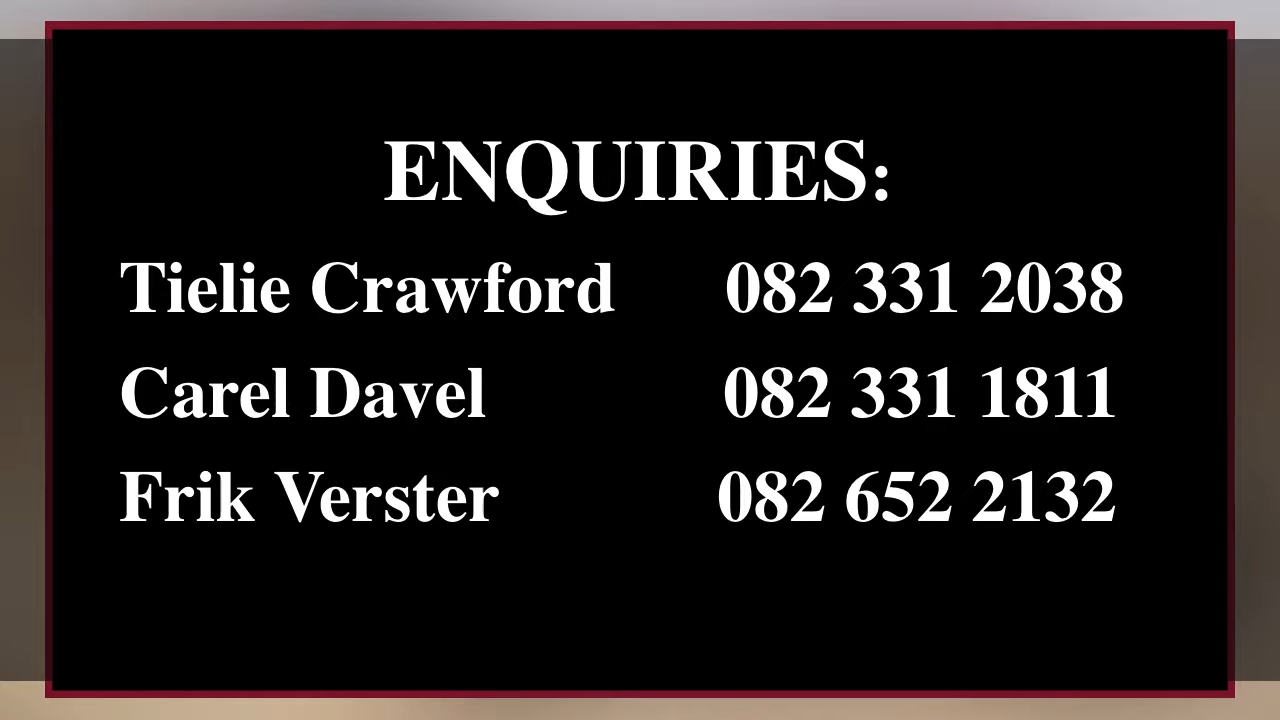 ENQUIRIES:
Tielie Crawford 082 331 2038
Carel Davel 082 331 1811
Frik Verster 082 652 2132